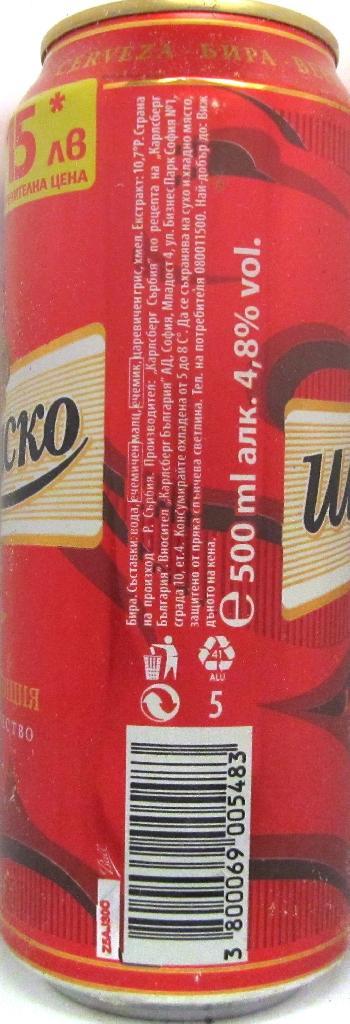 CERVEZA · БИРА · BI
15 лв*
ЧИТЕЛНА ЦЕНА
ско
Ш
Бира. Съставки: вода, ечемичен малц, ечемик, царевичен грис, хмел. Екстракт: 10,7°P. Страна
на произход – Р. Сърбия. Производител: „Карлсберг Сърбия" по рецепта на „Карлсберг
България". Вносител „Карлсберг България" АД, София, Младост 4, ул. Бизнес Парк София №1,
сграда 10, ет.4. Консумирайте охладена от 5 до 8 C°. Да се съхранява на сухо и хладно място,
защитено от пряка слънчева светлина. Тел. на потребителя 080011500. Най-добър до: Виж
дъното на кена.
e 500 ml алк. 4,8% vol.
41
ALU
5
СТВО
Ball
3 800069 005483